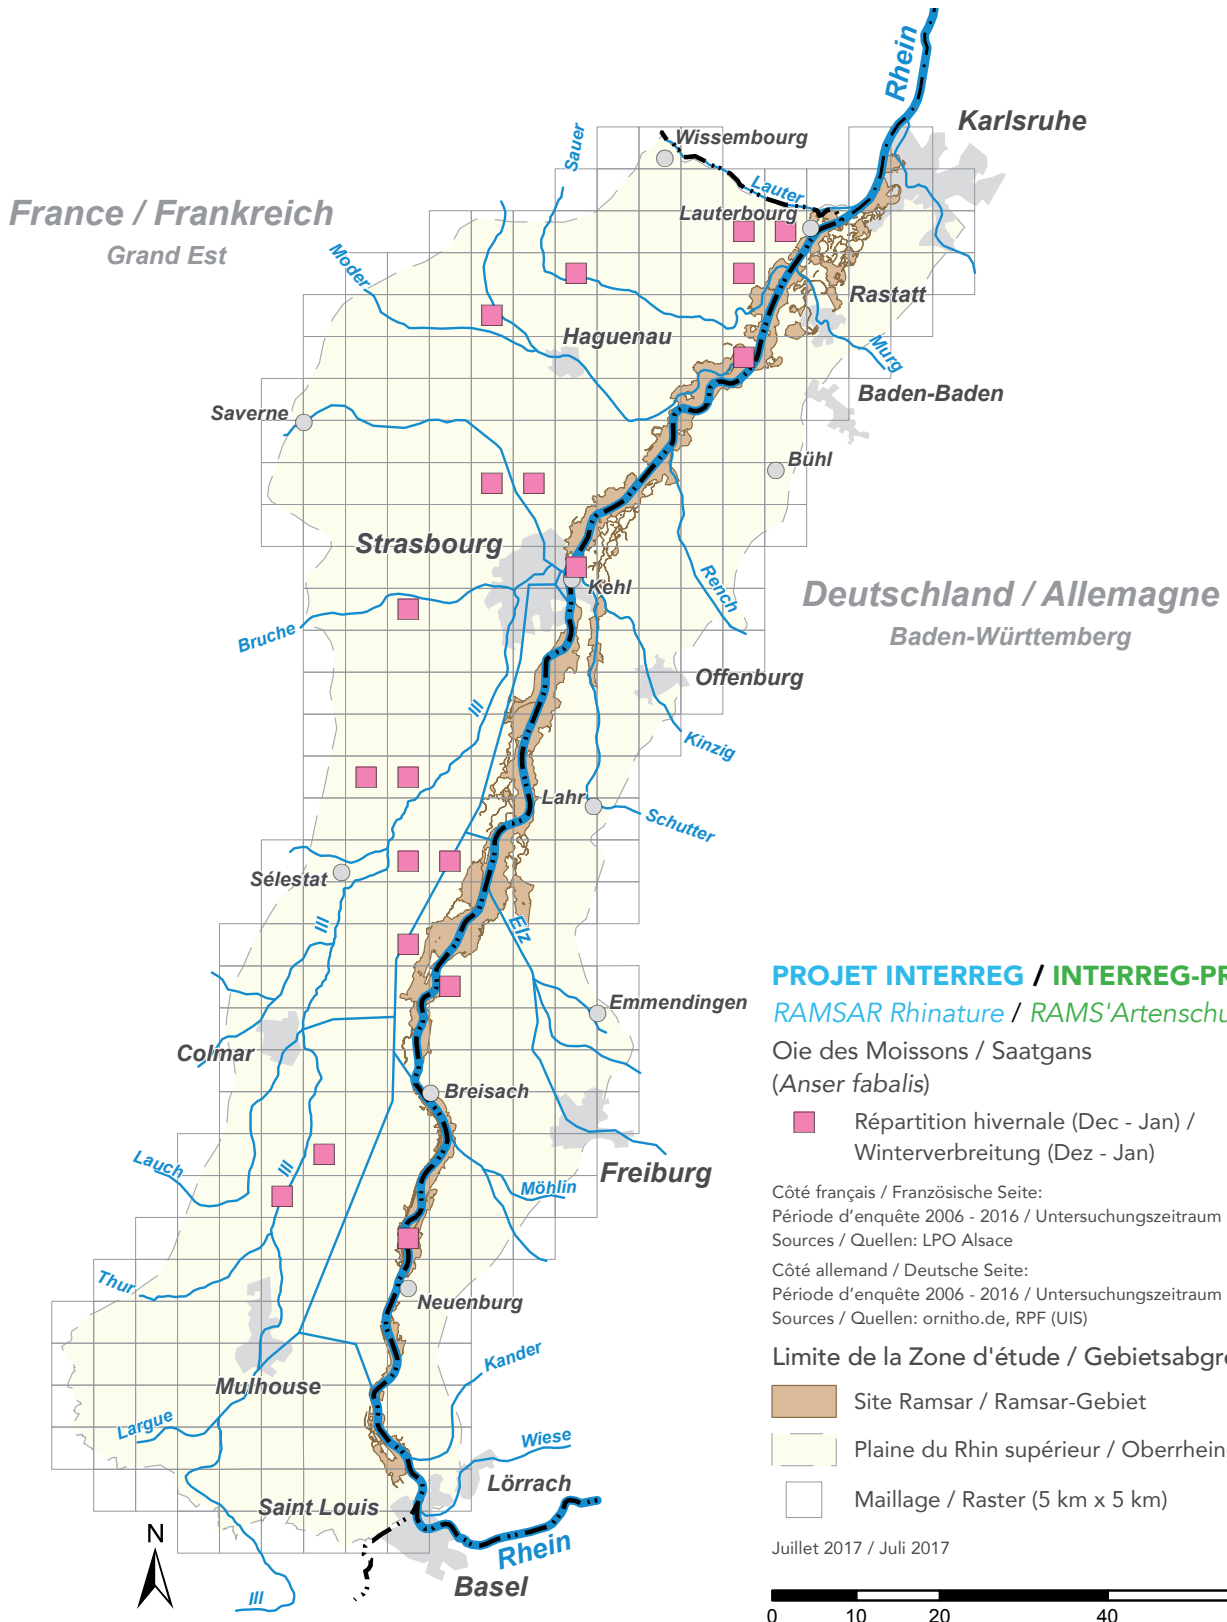 Rhein
Karlsruhe
Wissembourg
Sauer
Lauter
Lauterbourg
France / Frankreich
Grand Est
Moder
Rastatt
Haguenau
Murg
Baden-Baden
Saverne
Bühl
Strasbourg
Kehl
Rench
Deutschland / Allemagne
Baden-Württemberg
Bruche
Offenburg
Ill
Kinzig
Lahr
Schutter
Sélestat
Ill
Elz
Emmendingen
Colmar
Breisach
Freiburg
Lauch
Ill
Möhlin
Thur
Neuenburg
Kander
Mulhouse
Largue
Wiese
Lörrach
Saint Louis
Rhein
Basel
Ill
N
PROJET INTERREG / INTERREG-PR
RAMSAR Rhinature / RAMS'Artenschu
Oie des Moissons / Saatgans
(Anser fabalis)
Répartition hivernale (Dec - Jan) /
Winterverbreitung (Dez - Jan)
Côté français / Französische Seite:
Période d'enquête 2006 - 2016 / Untersuchungszeitraum
Sources / Quellen: LPO Alsace
Côté allemand / Deutsche Seite:
Période d'enquête 2006 - 2016 / Untersuchungszeitraum
Sources / Quellen: ornitho.de, RPF (UIS)
Limite de la Zone d'étude / Gebietsabgre
Site Ramsar / Ramsar-Gebiet
Plaine du Rhin supérieur / Oberrhein
Maillage / Raster (5 km x 5 km)
Juillet 2017 / Juli 2017
0 10 20 40